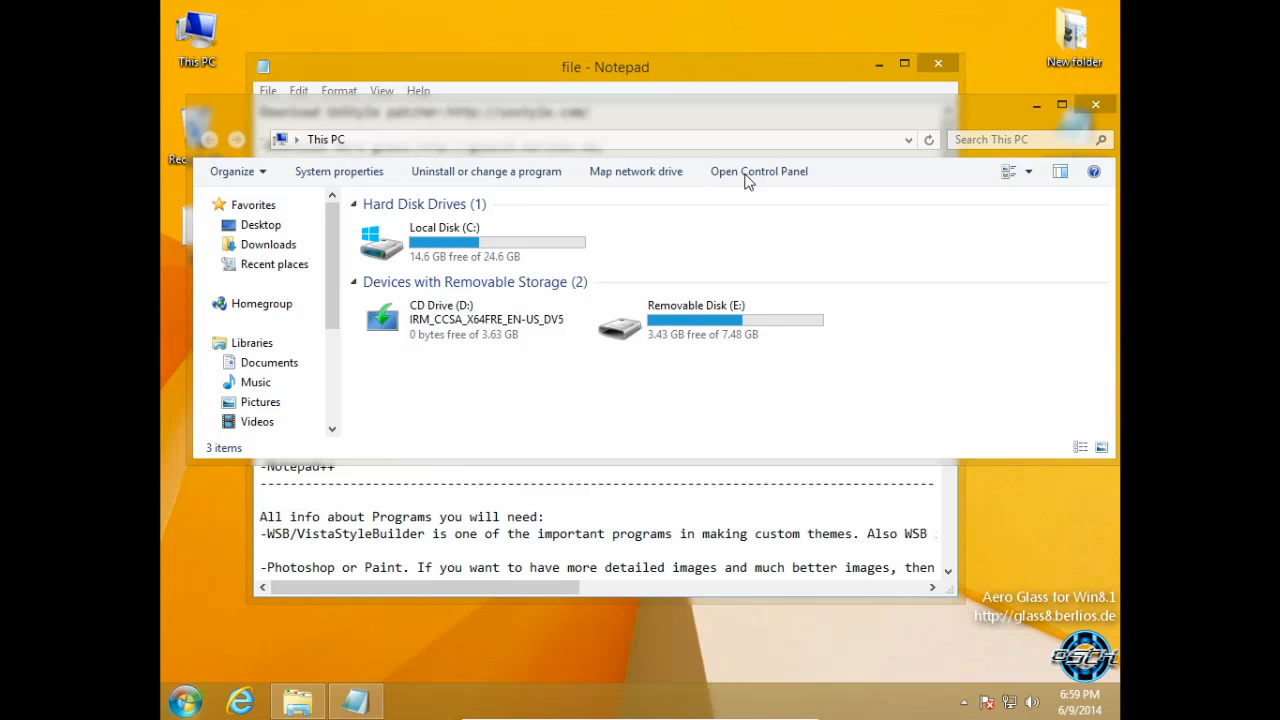 This PC
New folder
file - Notepad
File Edit Format View Help
This PC
Search This PC
Organize System properties Uninstall or change a program Map network drive Open Control Panel
Favorites
Desktop
Downloads
Recent places
Homegroup
Libraries
Documents
Music
Pictures
Videos
Hard Disk Drives (1)
Local Disk (C:)
14.6 GB free of 24.6 GB
Devices with Removable Storage (2)
CD Drive (D:)
IRM_CCSA_X64FRE_EN-US_DV5
0 bytes free of 3.63 GB
Removable Disk (E:)
3.43 GB free of 7.48 GB
3 items
-Notepad++
--------------------------------------------------------------------------------
All info about Programs you will need:
-WSB/VistaStyleBuilder is one of the important programs in making custom themes. Also WSB
-Photoshop or Paint. If you want to have more detailed images and much better images, then
Aero Glass for Win8.1
http://glass8.berlios.de
6:59 PM
6/9/2014